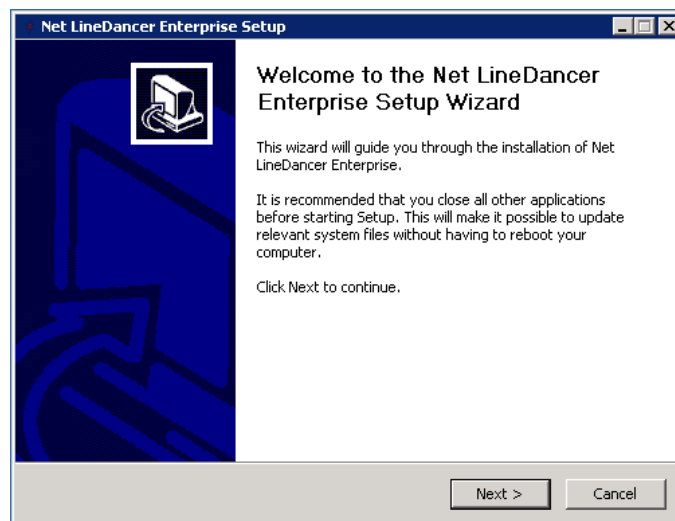 Net LineDancer Enterprise Setup
Welcome to the Net LineDancer
Enterprise Setup Wizard
This wizard will guide you through the installation of Net
LineDancer Enterprise.
It is recommended that you close all other applications
before starting Setup. This will make it possible to update
relevant system files without having to reboot your
computer.
Click Next to continue.
Next >
Cancel